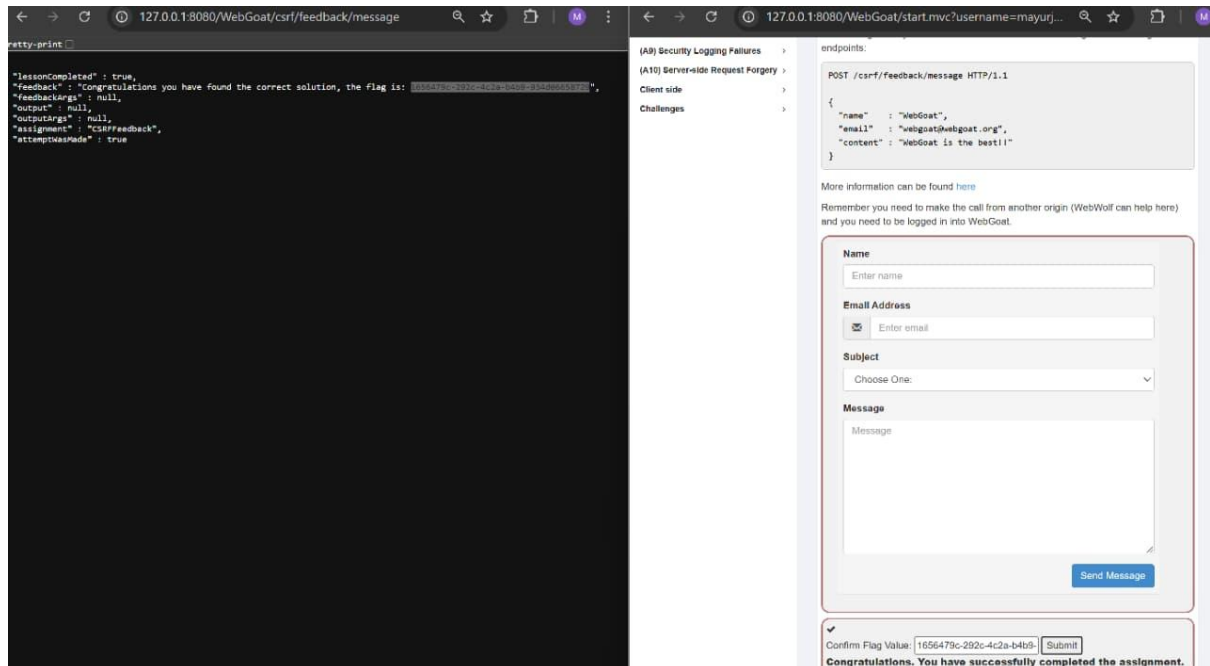 127.0.0.1:8080/WebGoat/csrf/feedback/message
M
retty-print
"lessonCompleted" : true,
"feedback" : "Congratulations you have found the correct solution, the flag is:
"feedbackArgs" : null,
"output" : null,
"outputArgs" : null,
"assignment" : "CSRFFeedback",
"attemptWasMade" : true
127.0.0.1:8080/WebGoat/start.mvc?username=mayurj...
M
(A9) Security Logging Failures
(A10) Server-side Request Forgery
Client side
Challenges
endpoints:
POST /csrf/feedback/message HTTP/1.1
{
"name" : "WebGoat",
"email" : "webgoat@webgoat.org",
"content" : "WebGoat is the best!!"
}
More information can be found here
Remember you need to make the call from another origin (WebWolf can help here)
and you need to be logged in into WebGoat.
Name
Enter name
Email Address
Enter email
Subject
Choose One:
Message
Message
Send Message
Confirm Flag Value: 1656479c-292c-4c2a-b4b9- Submit
Congratulations. You have successfully completed the assignment.